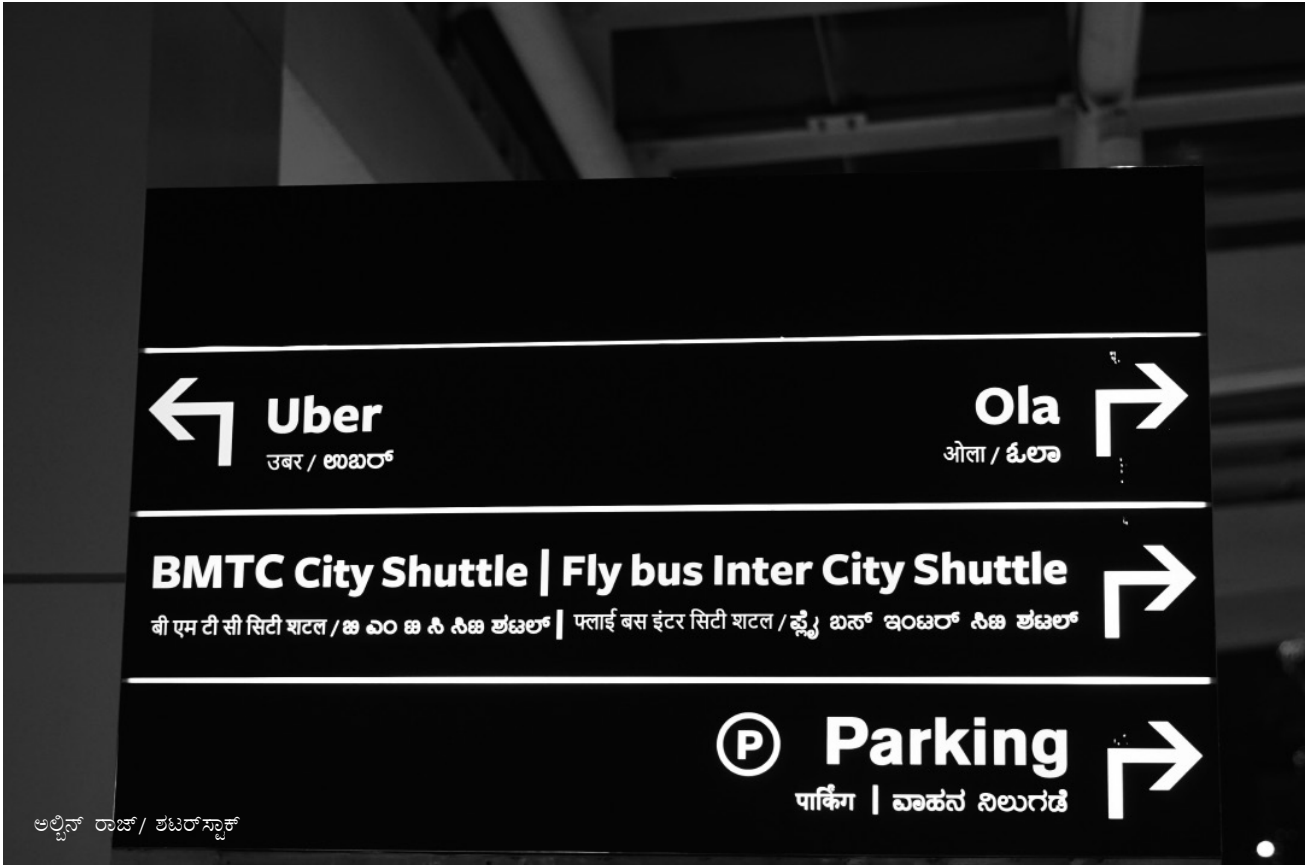 Uber
उबर / ಉಬರ್
Ola
ओला / ಓಲಾ
BMTC City Shuttle | Fly bus Inter City Shuttle
बी एम टी सी सिटी शटल / ಬಿ ಎಂ ಟಿ ಸಿ ಸಿಟಿ ಶಟಲ್ | फ्लाई बस इंटर सिटी शटल / ಫ್ಲೈ ಬಸ್ ಇಂಟರ್ ಸಿಟಿ ಶಟಲ್
P Parking
पार्किंग | ವಾಹನ ನಿಲುಗಡೆ
ಅಲ್ಬಿನ್ ರಾಜ್/ ಶಟರ್‌ಸ್ಟಾಕ್